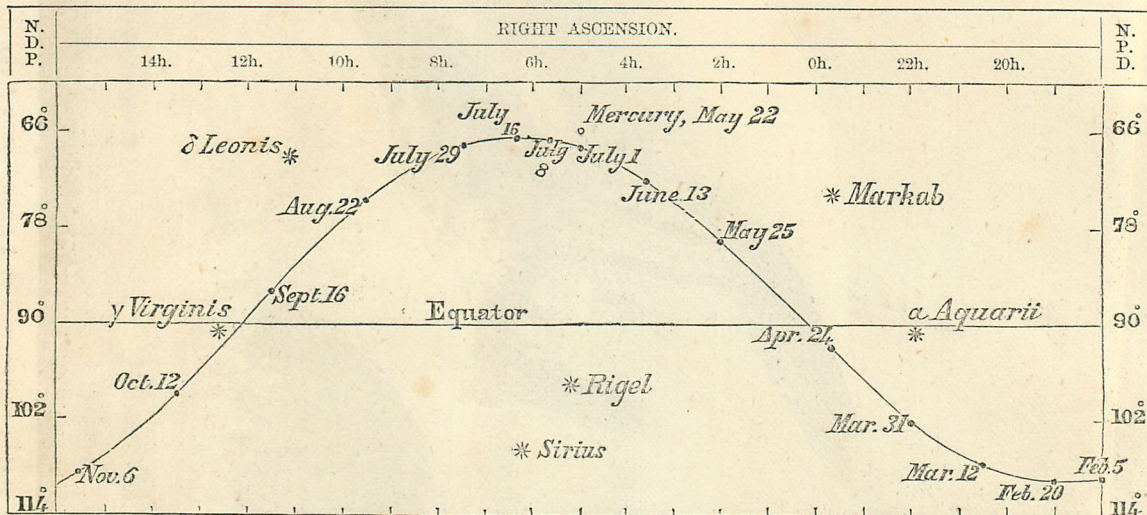 RIGHT ASCENSION.
N. D. P.
N. P. D.
14h. 12h. 10h. 8h. 6h. 4h. 2h. 0h. 22h. 20h.
66°
66°
July 15
Mercury, May 22
δ Leonis
July 29
July 8
July 1
June 13
Markab
Aug. 22
78°
78°
May 25
Sept. 16
γ Virginis
Equator
α Aquarii
90°
90°
Apr. 24
Oct. 12
Rigel
102°
102°
Mar. 31
Sirius
Nov. 6
Mar. 12
Feb. 20
Feb. 5
114°
114°